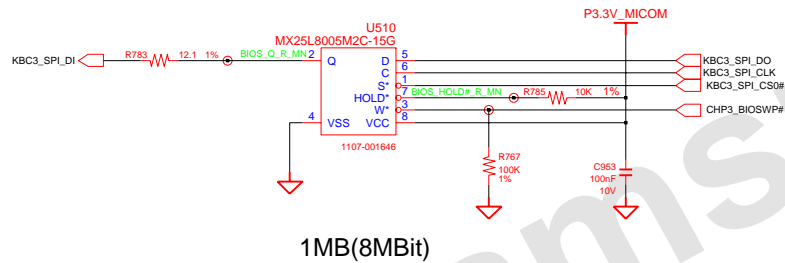 P3.3V_MICOM
U510
MX25L8005M2C-15G
KBC3_SPI_DI
R783
12.1 1%
BIOS_Q_R_MN
2
Q
D
5
KBC3_SPI_DO
C
6
KBC3_SPI_CLK
S*
1
KBC3_SPI_CS0#
HOLD*
7
BIOS_HOLD#_R_MN
R785
10K 1%
W*
3
CHP3_BIOSWP#
4
VSS
VCC
8
1107-001646
R767
100K
1%
C953
100nF
10V
1MB(8MBit)